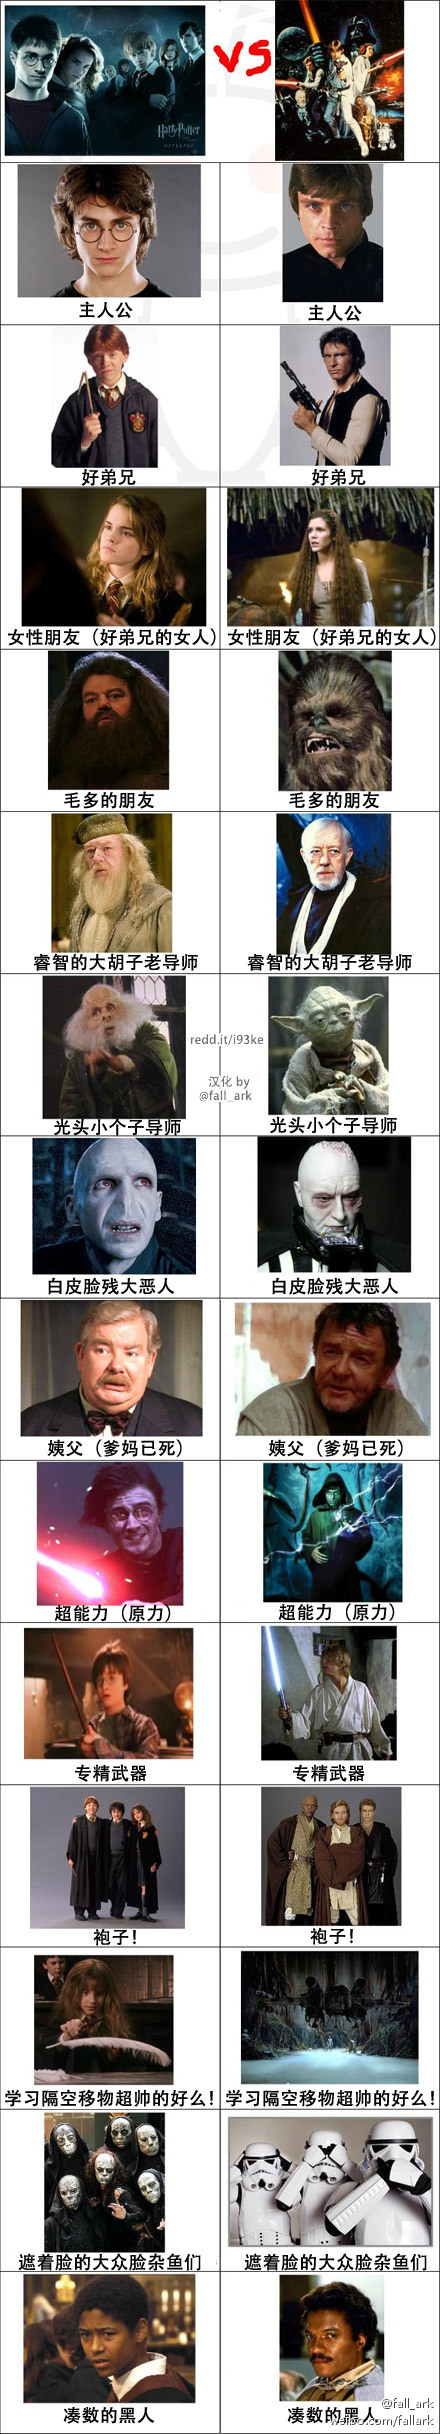 Harry Potter
VS
主人公
主人公
好弟兄
好弟兄
女性朋友（好弟兄的女人）
女性朋友（好弟兄的女人）
毛多的朋友
毛多的朋友
睿智的大胡子老导师
睿智的大胡子老导师
redd.it/i93ke
汉化 by
@fall_ark
光头小个子导师
光头小个子导师
白皮脸残大恶人
白皮脸残大恶人
姨父（爹妈已死）
姨父（爹妈已死）
超能力（原力）
超能力（原力）
专精武器
专精武器
袍子！
袍子！
学习隔空移物超帅的好么！
学习隔空移物超帅的好么！
遮着脸的大众脸杂鱼们
遮着脸的大众脸杂鱼们
凑数的黑人
凑数的黑人
@fall_ark
weibo.com/fallark